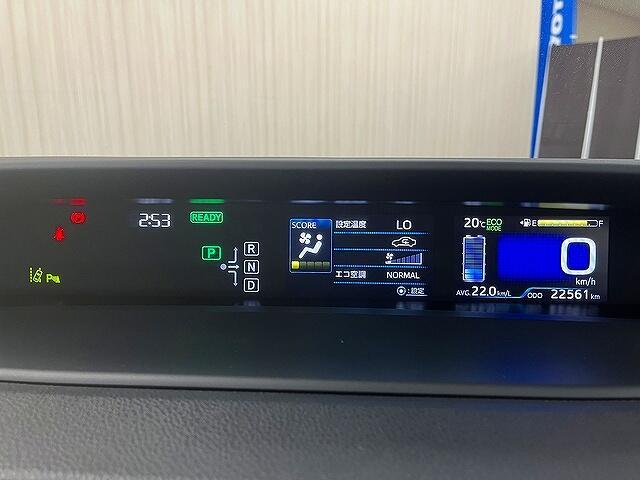 2:53
READY
P
R
N
D
P
SCORE
設定温度 LO
エコ空調 NORMAL
:設定
20℃ ECO
MODE
E F
0
km/h
AVG. 22.0 km/L
ODO 22561 km